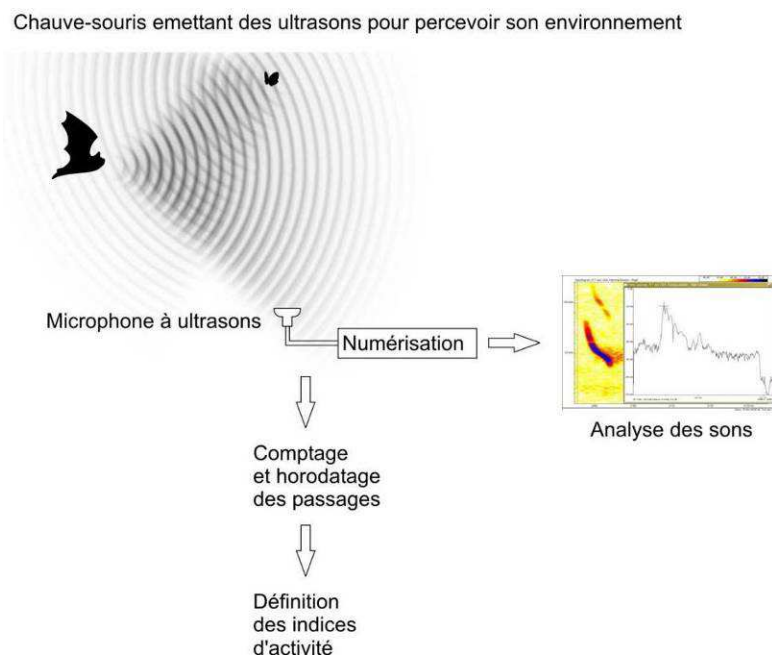 Chauve-souris emettant des ultrasons pour percevoir son environnement
Microphone à ultrasons
Numérisation
Analyse des sons
Comptage
et horodatage
des passages
Définition
des indices
d'activité